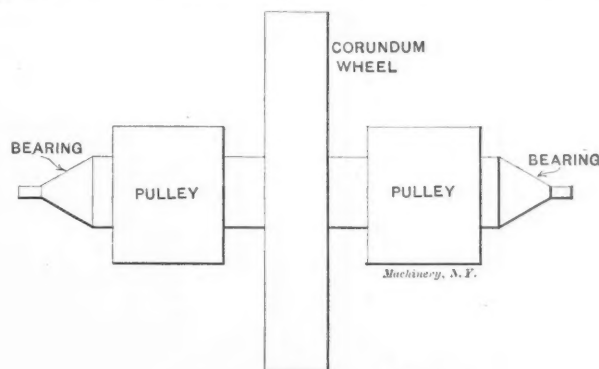 CORUNDUM
WHEEL
BEARING
BEARING
PULLEY
PULLEY
Machinery, N.Y.